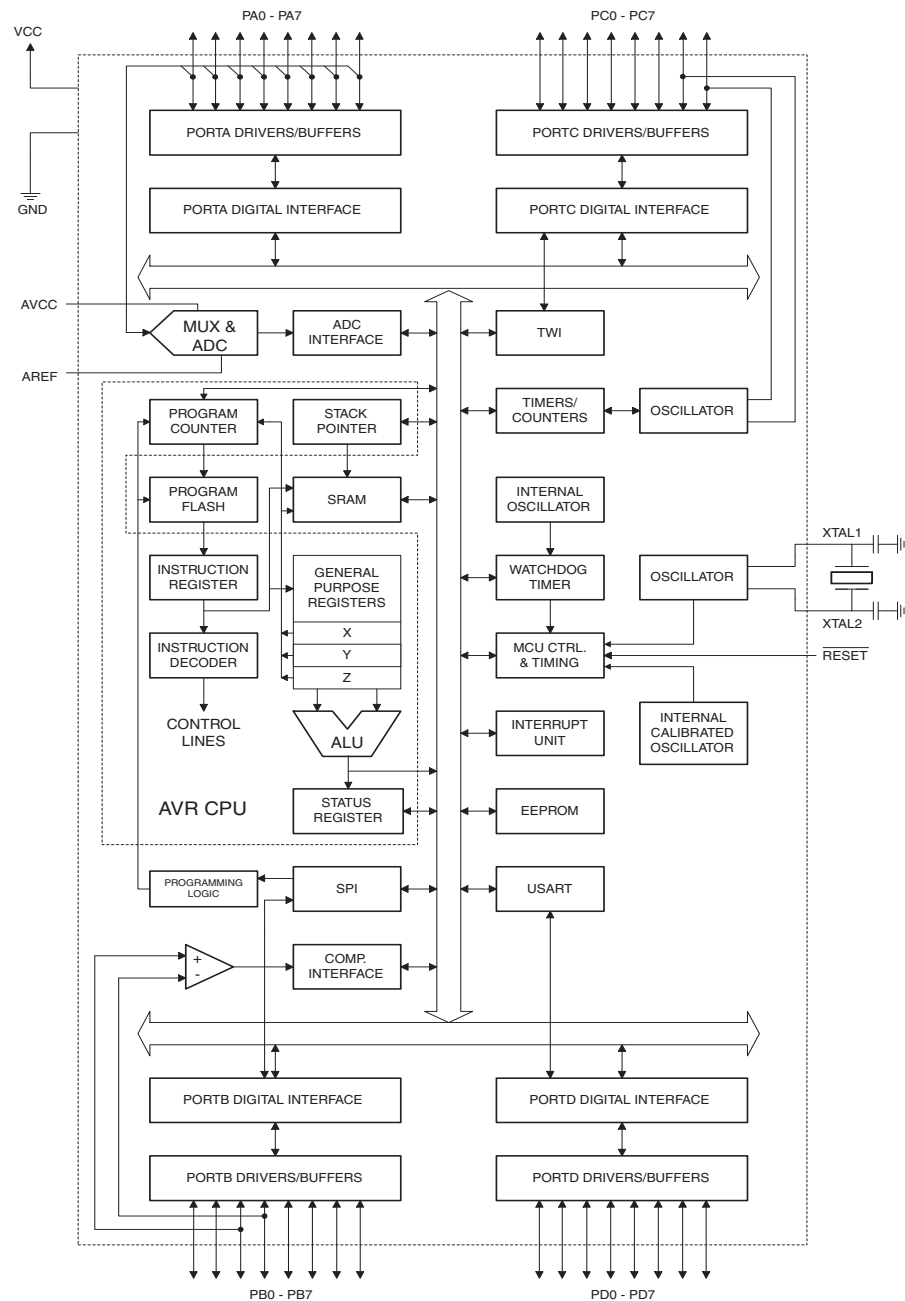 PA0 - PA7
PC0 - PC7
VCC
PORTA DRIVERS/BUFFERS
PORTC DRIVERS/BUFFERS
GND
PORTA DIGITAL INTERFACE
PORTC DIGITAL INTERFACE
AVCC
MUX &
ADC
ADC
INTERFACE
TWI
AREF
PROGRAM
COUNTER
STACK
POINTER
TIMERS/
COUNTERS
OSCILLATOR
PROGRAM
FLASH
SRAM
INTERNAL
OSCILLATOR
XTAL1
INSTRUCTION
REGISTER
GENERAL
PURPOSE
REGISTERS
WATCHDOG
TIMER
OSCILLATOR
XTAL2
X
INSTRUCTION
DECODER
Y
Z
MCU CTRL.
& TIMING
RESET
CONTROL
LINES
ALU
INTERRUPT
UNIT
INTERNAL
CALIBRATED
OSCILLATOR
AVR CPU
STATUS
REGISTER
EEPROM
PROGRAMMING
LOGIC
SPI
USART
+
-
COMP.
INTERFACE
PORTB DIGITAL INTERFACE
PORTD DIGITAL INTERFACE
PORTB DRIVERS/BUFFERS
PORTD DRIVERS/BUFFERS
PB0 - PB7
PD0 - PD7